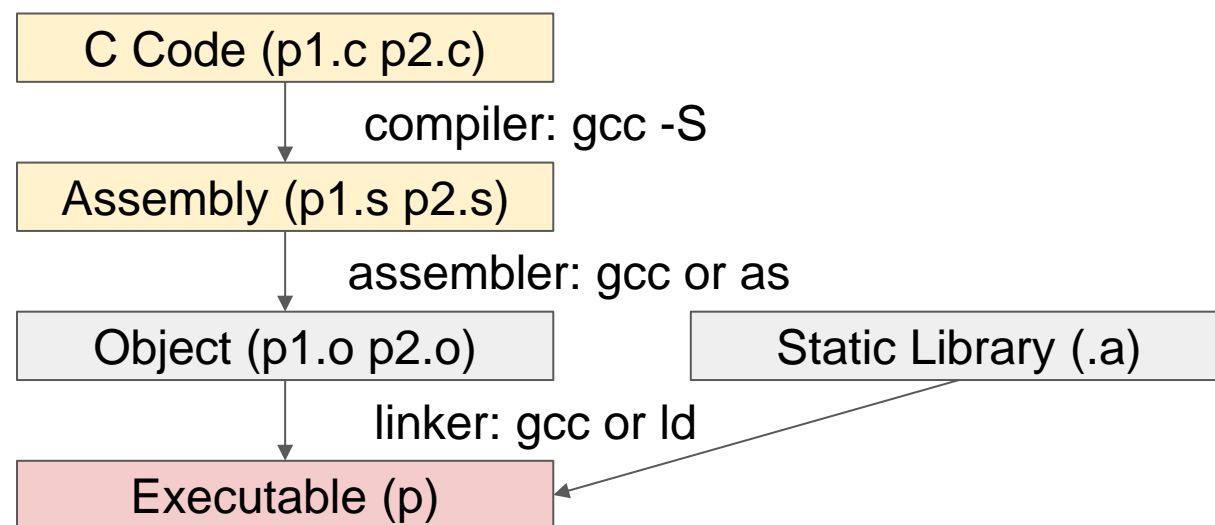 C Code (p1.c p2.c)
compiler: gcc -S
Assembly (p1.s p2.s)
assembler: gcc or as
Object (p1.o p2.o)
Static Library (.a)
linker: gcc or ld
Executable (p)